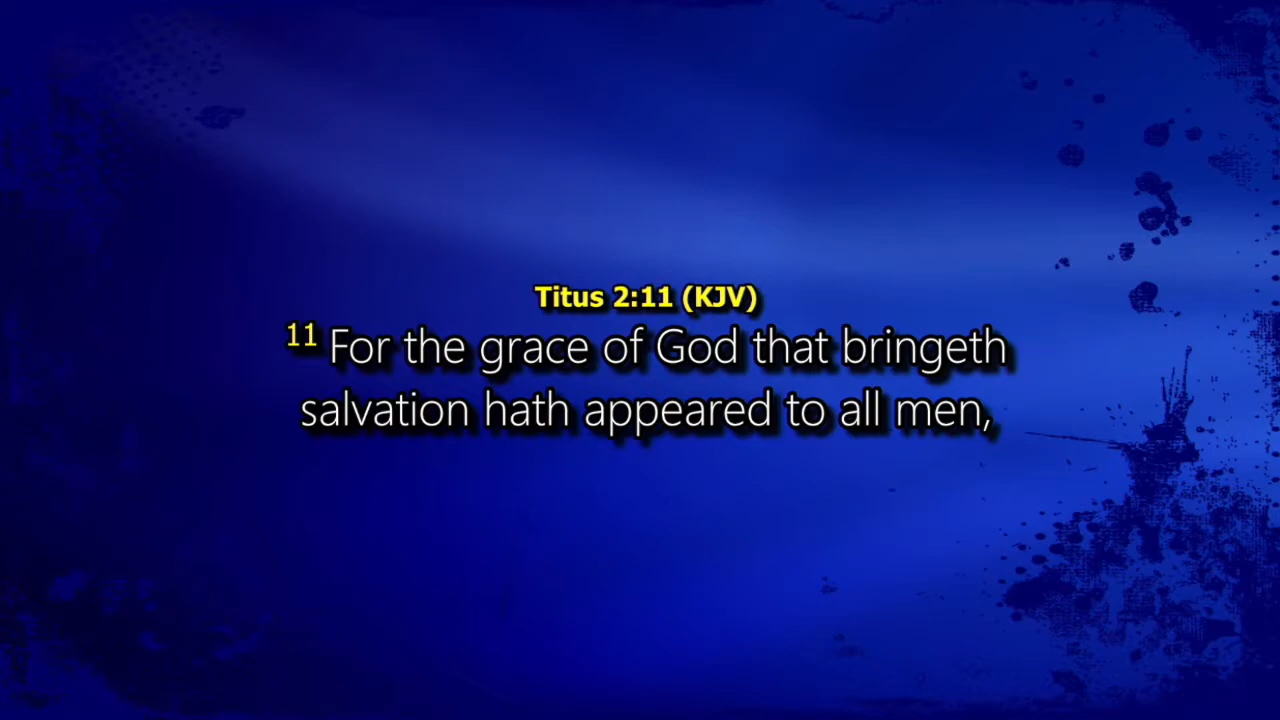 Titus 2:11 (KJV)
11 For the grace of God that bringeth
salvation hath appeared to all men,